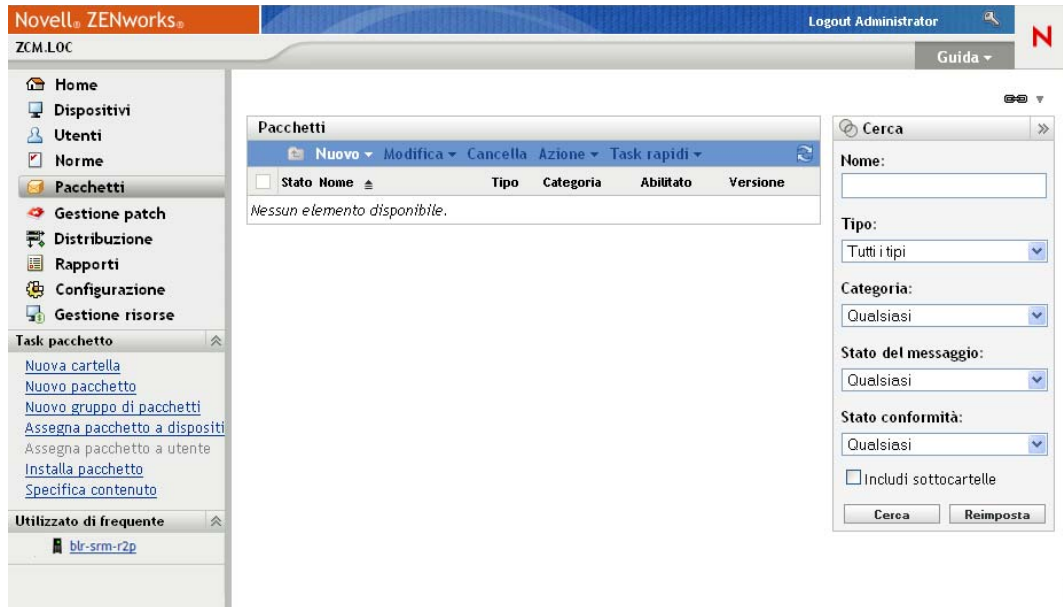 Novell® ZENworks®
Logout Administrator
ZCM.LOC
Guida
N
Home
Dispositivi
Utenti
Norme
Pacchetti
Gestione patch
Distribuzione
Rapporti
Configurazione
Gestione risorse
Task pacchetto
Nuova cartella
Nuovo pacchetto
Nuovo gruppo di pacchetti
Assegna pacchetto a dispositi
Assegna pacchetto a utente
Installa pacchetto
Specifica contenuto
Utilizzato di frequente
blr-srm-r2p
Pacchetti
Nuovo Modifica Cancella Azione Task rapidi
Stato Nome Tipo Categoria Abilitato Versione
Nessun elemento disponibile.
Cerca
Nome:
Tipo:
Tutti i tipi
Categoria:
Qualsiasi
Stato del messaggio:
Qualsiasi
Stato conformità:
Qualsiasi
Includi sottocartelle
Cerca Reimposta